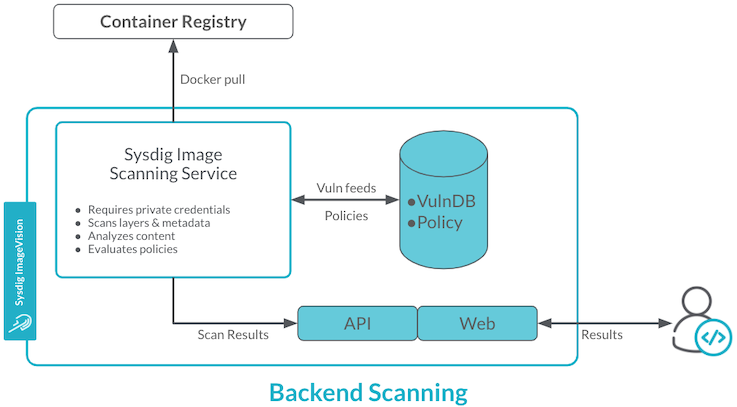 Container Registry
Docker pull
Sysdig Image
Scanning Service
● Requires private credentials
● Scans layers & metadata
● Analyzes content
● Evaluates policies
Vuln feeds
Policies
●VulnDB
●Policy
Sysdig ImageVision
API
Web
Scan Results
Results
</>
Backend Scanning